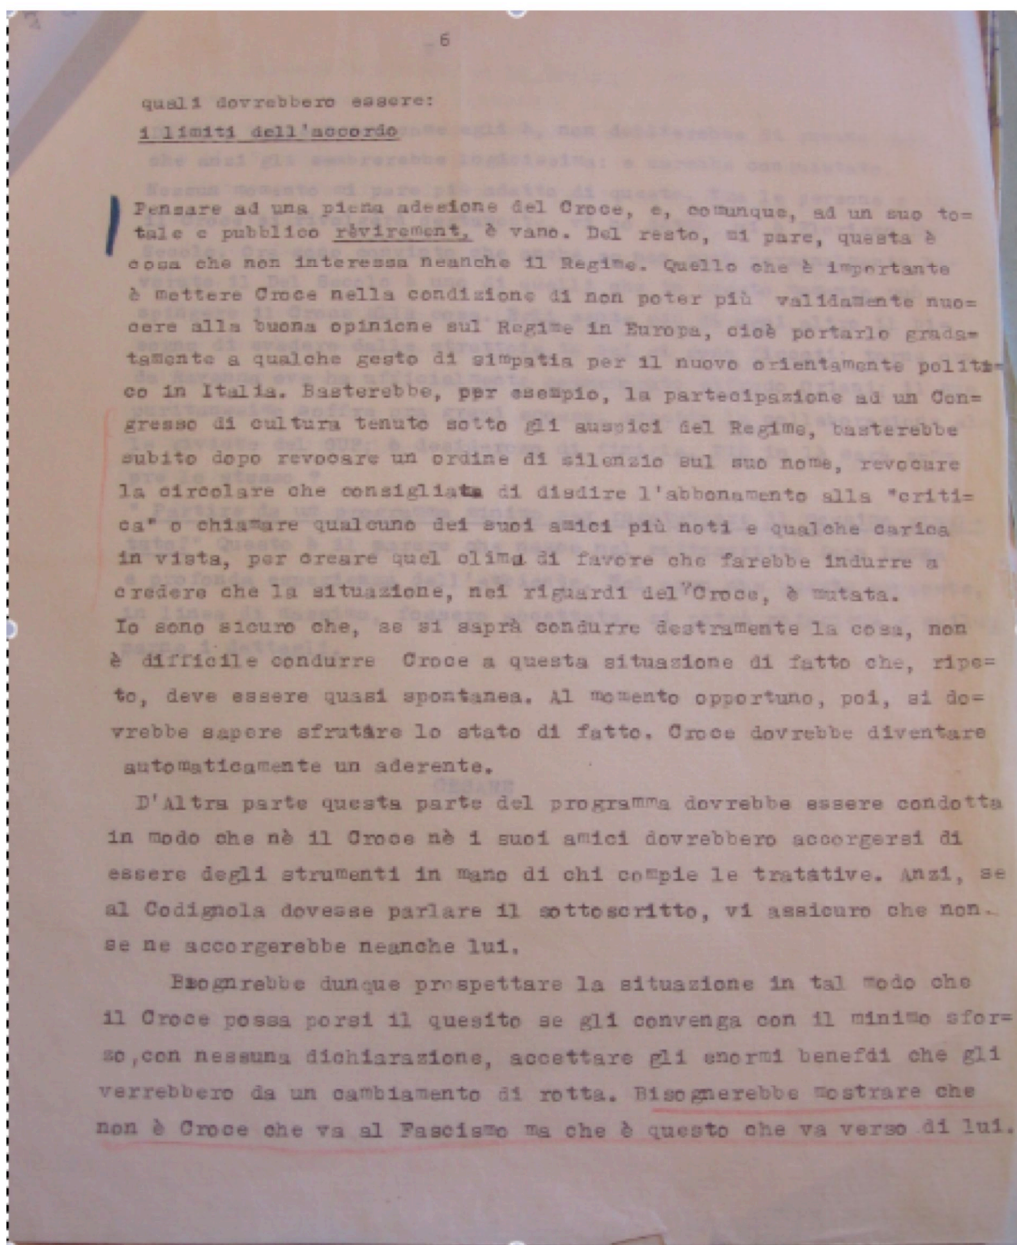 6
quali dovrebbero essere:
i limiti dell'accordo
Pensare ad una piena adesione del Croce, e, comunque, ad un suo to=
tale e pubblico rèvirement, è vano. Del resto, mi pare, questa è
cosa che non interessa neanche il Regime. Quello che è importante
è mettere Croce nella condizione di non poter più validamente nuo=
cere alla buona opinione sul Regime in Europa, cioè portarlo grada=
tamente a qualche gesto di simpatia per il nuovo orientamente politi=
co in Italia. Basterebbe, per esempio, la partecipazione ad un Con=
gresso di cultura tenuto sotto gli auspici del Regime, basterebbe
subito dopo revocare un ordine di silenzio sul suo nome, revocare
la circolare che consigliata di disdire l'abbonamento alla "criti=
ca" o chiamare qualcuno dei suoi amici più noti e qualche carica
in vista, per creare quel clima di favore che farebbe indurre a
credere che la situazione, nei riguardi del Croce, è mutata.
Io sono sicuro che, se si saprà condurre destramente la cosa, non
è difficile condurre Croce a questa situazione di fatto che, ripe=
to, deve essere quasi spontanea. Al momento opportuno, poi, si do=
vrebbe sapere sfrutare lo stato di fatto. Croce dovrebbe diventare
automaticamente un aderente.
D'Altra parte questa parte del programma dovrebbe essere condotta
in modo che nè il Croce nè i suoi amici dovrebbero accorgersi di
essere degli strumenti in mano di chi compie le tratative. Anzi, se
al Codignola dovesse parlare il sottoscritto, vi assicuro che non
se ne accorgerebbe neanche lui.
Bsognrebbe dunque prospettare la situazione in tal modo che
il Croce possa porsi il quesito se gli convenga con il minimo sfor=
zo,con nessuna dichiarazione, accettare gli enormi benefdi che gli
verrebbero da un cambiamento di rotta. Bisognerebbe mostrare che
non è Croce che va al Fascismo ma che è questo che va verso di lui.